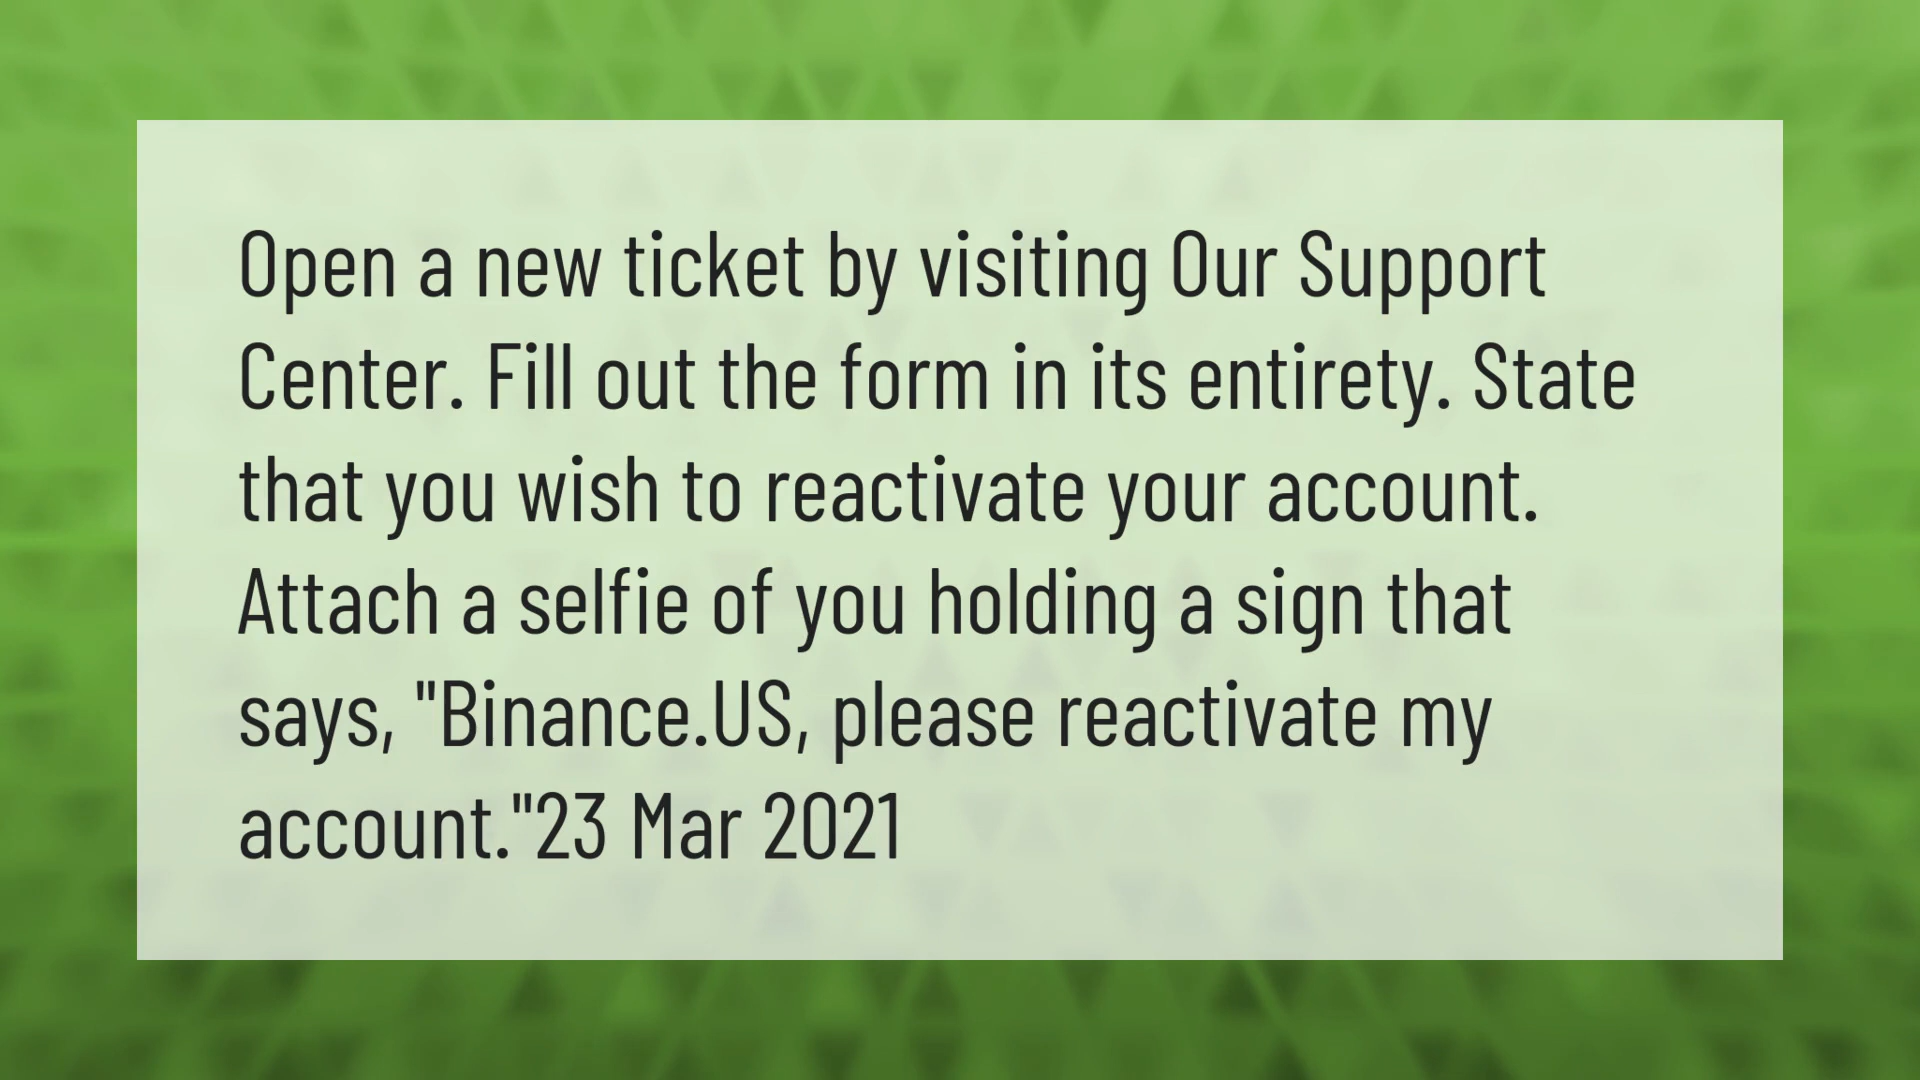 Open a new ticket by visiting Our Support
Center. Fill out the form in its entirety. State
that you wish to reactivate your account.
Attach a selfie of you holding a sign that
says, "Binance.US, please reactivate my
account."23 Mar 2021